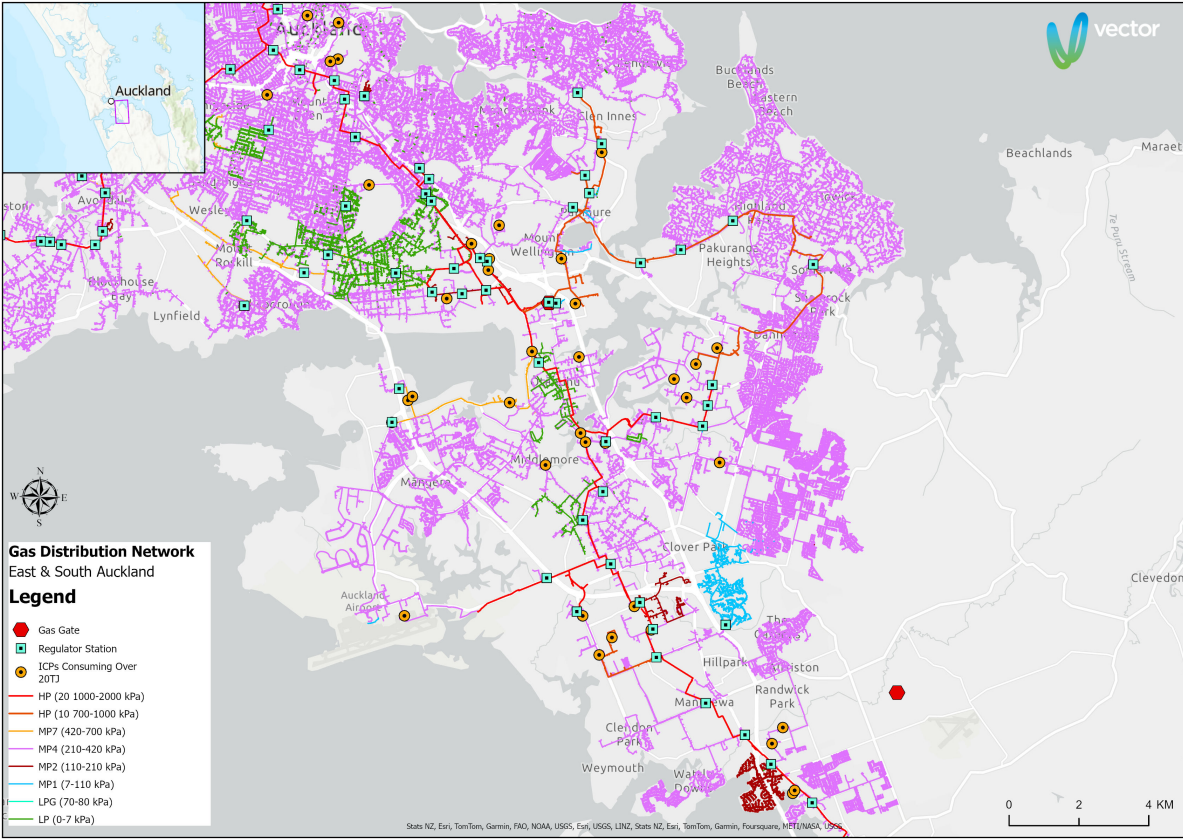 Auckland
vector
Auckland
Bucklands
Beach
Eastern
Beach
Glen Innes
Beachlands
Maraet
Avondale
Wesley
Mount
Roskill
Blockhouse
Bay
Lynfield
Mount
Wellington
Panmure
Highland
Pakuranga
Heights
Te Puru Stream
Shamrock
Park
Middlemore
Mangere
N
W
E
S
Clover Park
Clevedon
Auckland
Airport
The
Gardens
Hillpark
Randwick
Park
Manurewa
Clendon
Park
Weymouth
Gas Distribution Network
East & South Auckland
Legend
Gas Gate
Regulator Station
ICPs Consuming Over
20TJ
HP (20 1000-2000 kPa)
HP (10 700-1000 kPa)
MP7 (420-700 kPa)
MP4 (210-420 kPa)
MP2 (110-210 kPa)
MP1 (7-110 kPa)
LPG (70-80 kPa)
LP (0-7 kPa)
0 2 4 KM
Stats NZ, Esri, TomTom, Garmin, FAO, NOAA, USGS, Esri, USGS, LINZ, Stats NZ, Esri, TomTom, Garmin, Foursquare, METI/NASA, USGS